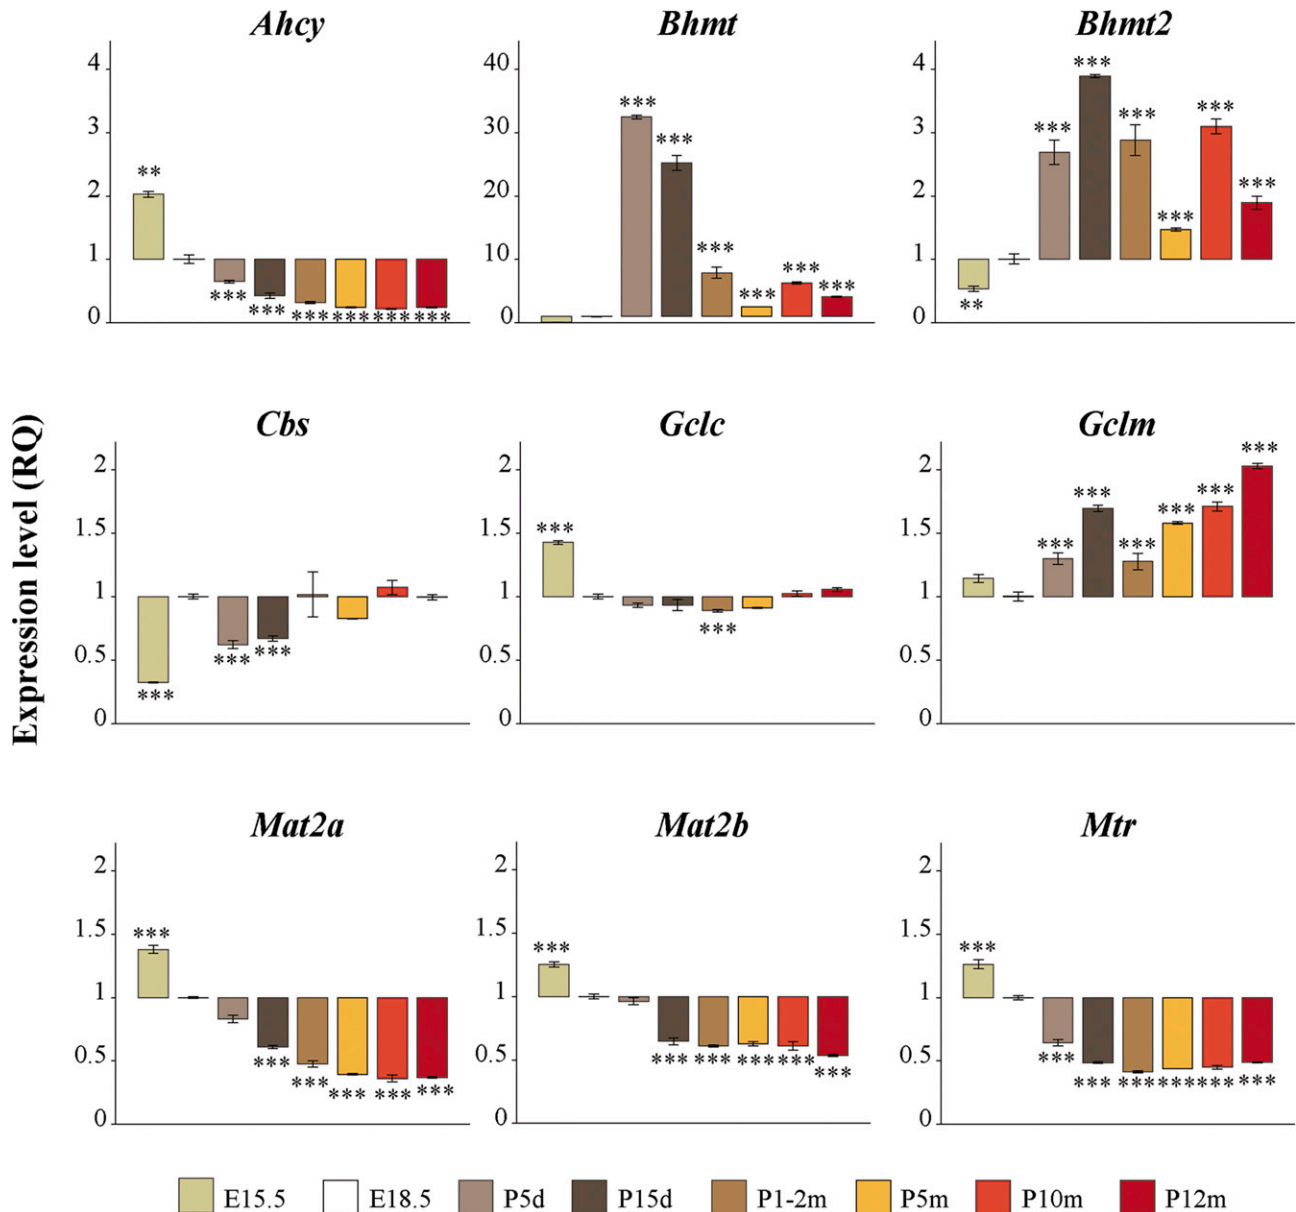 Ahcy Bhmt Bhmt2
4 40 4
*** *** ***
3 30 3
** *** *** *** ***
2 20 2
*** *** ***
1 10 1
*** *** *** *** *** *** *** *** *** **
0 0 0
Expression level (RQ)
Cbs Gclc Gclm
2 2 2
*** *** *** ***
1.5 1.5 1.5
*** *** ***
1 1 1
*** *** *** ***
0.5 0.5 0.5
0 0 0
Mat2a Mat2b Mtr
2 2 2
1.5 1.5 1.5
*** *** ***
1 1 1
0.5 0.5 0.5
*** *** *** *** *** *** *** *** *** *** *** *** *** *** *** ***
0 0 0
E15.5 E18.5 P5d P15d P1-2m P5m P10m P12m